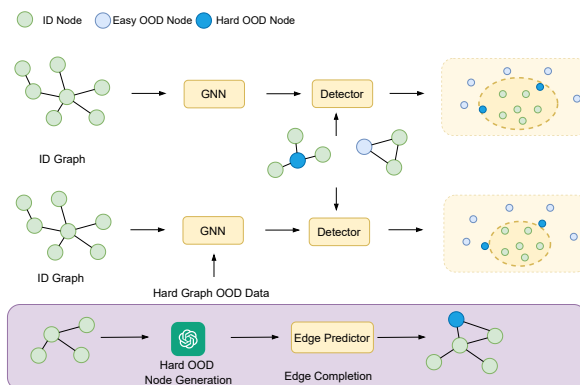 ID Node Easy OOD Node Hard OOD Node
GNN Detector
ID Graph
GNN Detector
ID Graph
Hard Graph OOD Data
Edge Predictor
Hard OOD
Node Generation Edge Completion